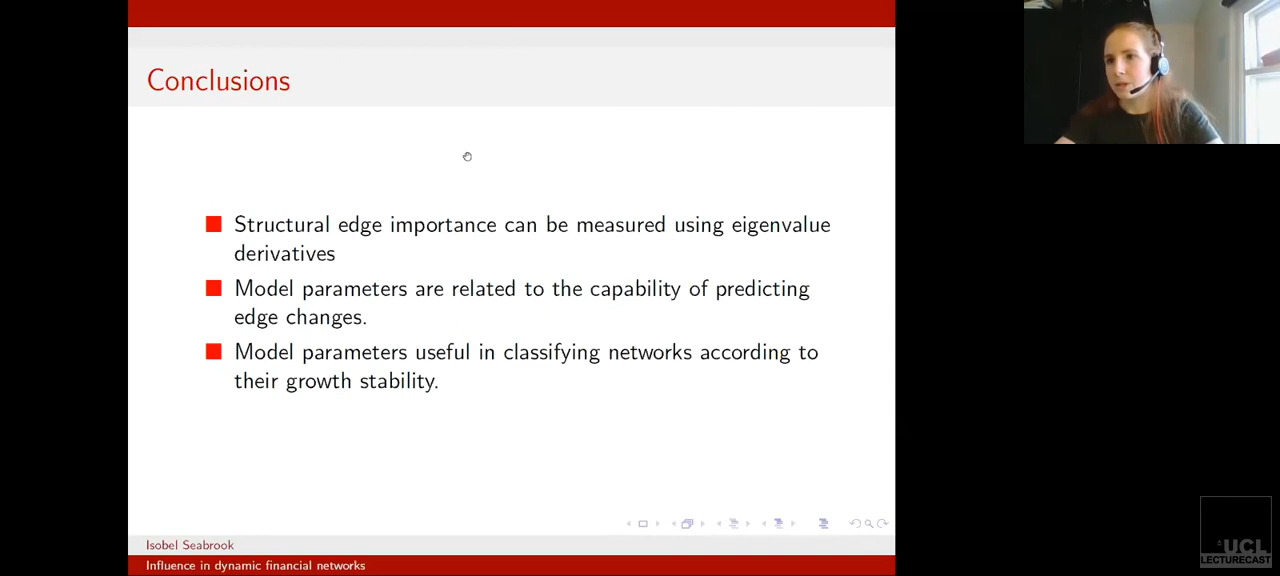 Conclusions
Structural edge importance can be measured using eigenvalue
derivatives
Model parameters are related to the capability of predicting
edge changes.
Model parameters useful in classifying networks according to
their growth stability.
Isobel Seabrook
Influence in dynamic financial networks
UCL
LECTURECAST